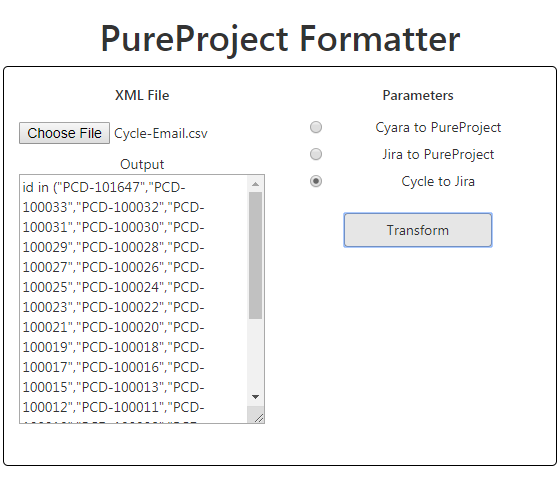 PureProject Formatter
XML File
Choose File Cycle-Email.csv
Output
id in ("PCD-101647","PCD-
100033","PCD-100032","PCD-
100031","PCD-100030","PCD-
100029","PCD-100028","PCD-
100027","PCD-100026","PCD-
100025","PCD-100024","PCD-
100023","PCD-100022","PCD-
100021","PCD-100020","PCD-
100019","PCD-100018","PCD-
100017","PCD-100016","PCD-
100015","PCD-100013","PCD-
100012","PCD-100011","PCD-
Parameters
Cyara to PureProject
Jira to PureProject
Cycle to Jira
Transform